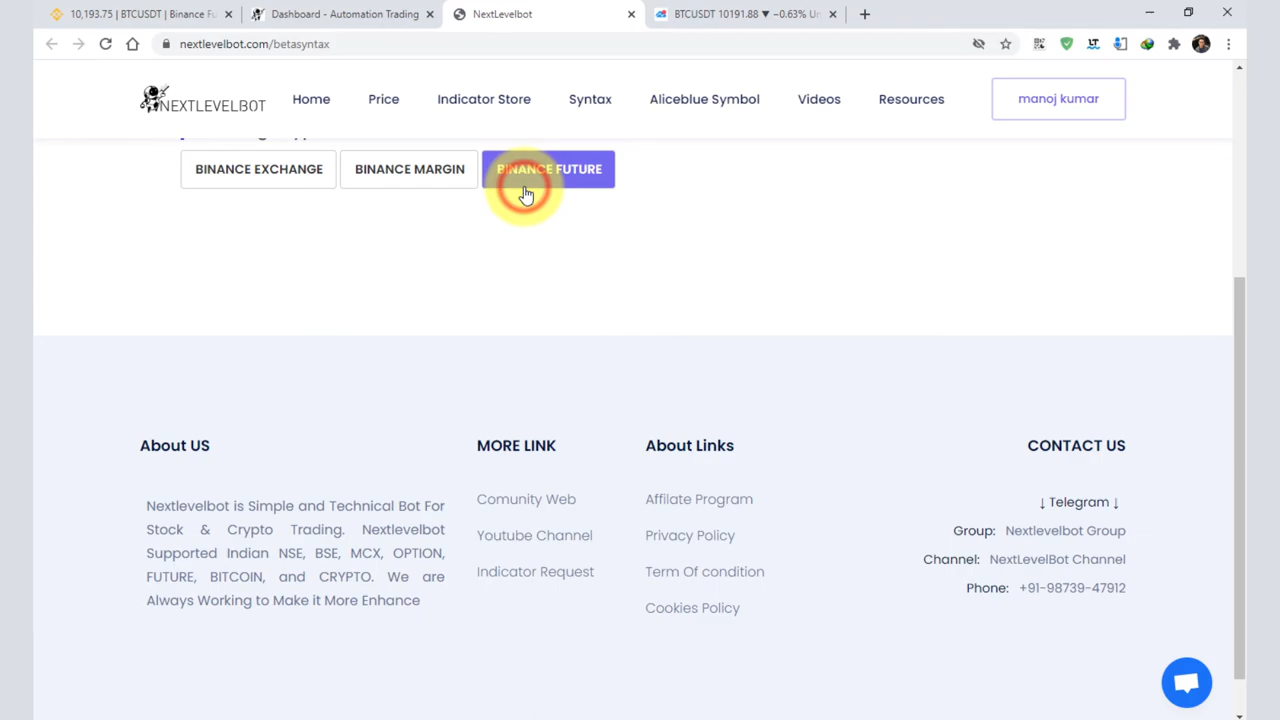 10,193.75 | BTCUSDT | Binance Fu
Dashboard - Automation Trading
NextLevelbot
BTCUSDT 10191.88 ▼ −0.63% Un
nextlevelbot.com/betasyntax
NEXTLEVELBOT
Home
Price
Indicator Store
Syntax
Aliceblue Symbol
Videos
Resources
manoj kumar
BINANCE EXCHANGE
BINANCE MARGIN
BINANCE FUTURE
About US
Nextlevelbot is Simple and Technical Bot For
Stock & Crypto Trading. Nextlevelbot
Supported Indian NSE, BSE, MCX, OPTION,
FUTURE, BITCOIN, and CRYPTO. We are
Always Working to Make it More Enhance
MORE LINK
Comunity Web
Youtube Channel
Indicator Request
About Links
Affilate Program
Privacy Policy
Term Of condition
Cookies Policy
CONTACT US
↓ Telegram ↓
Group: Nextlevelbot Group
Channel: NextLevelBot Channel
Phone: +91-98739-47912